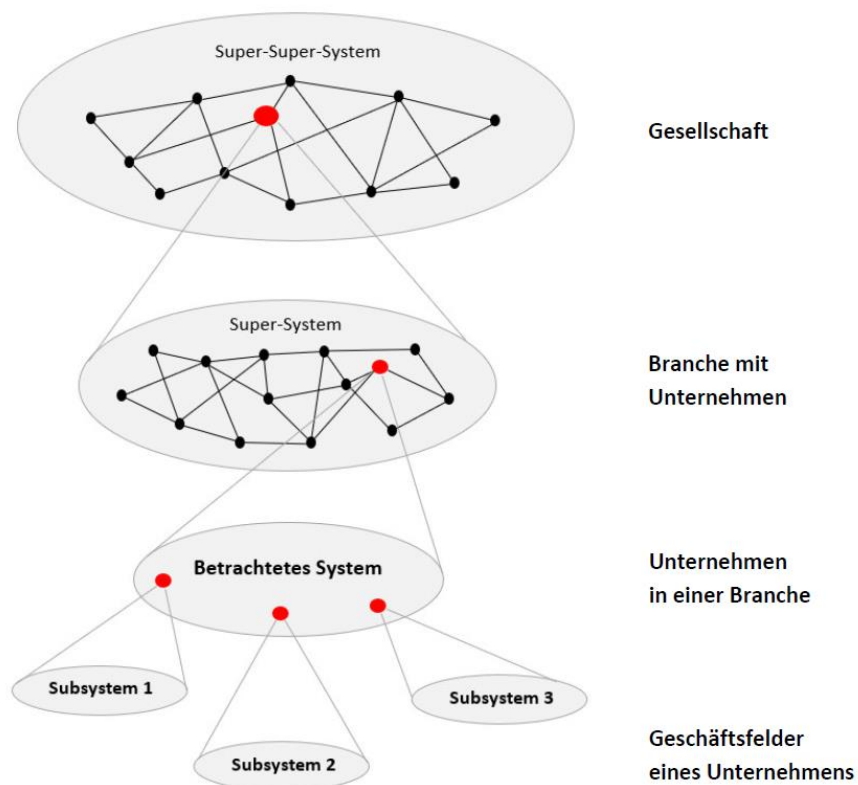 Super-Super-System
Gesellschaft
Super-System
Branche mit
Unternehmen
Betrachtetes System
Unternehmen
in einer Branche
Subsystem 1
Subsystem 3
Subsystem 2
Geschäftsfelder
eines Unternehmens